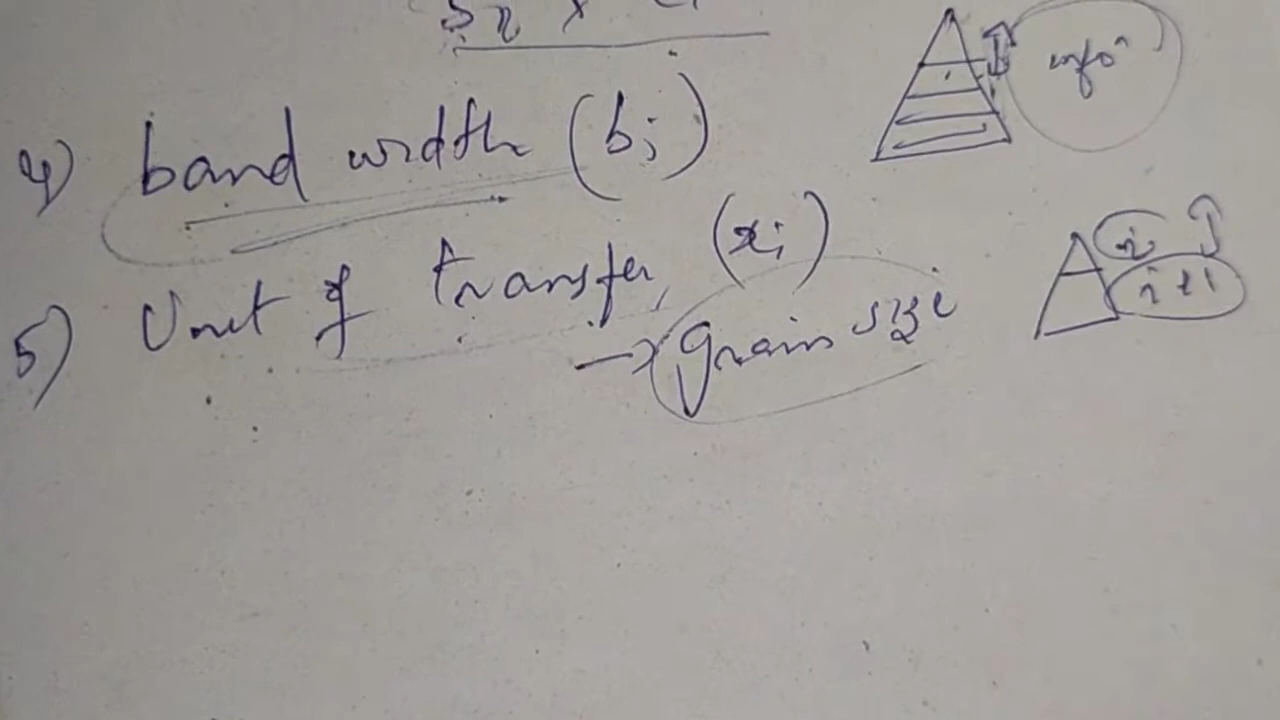 4) band width (bi)
info
5) Unit of transfer, (xi)
→ grain size
i
i+1